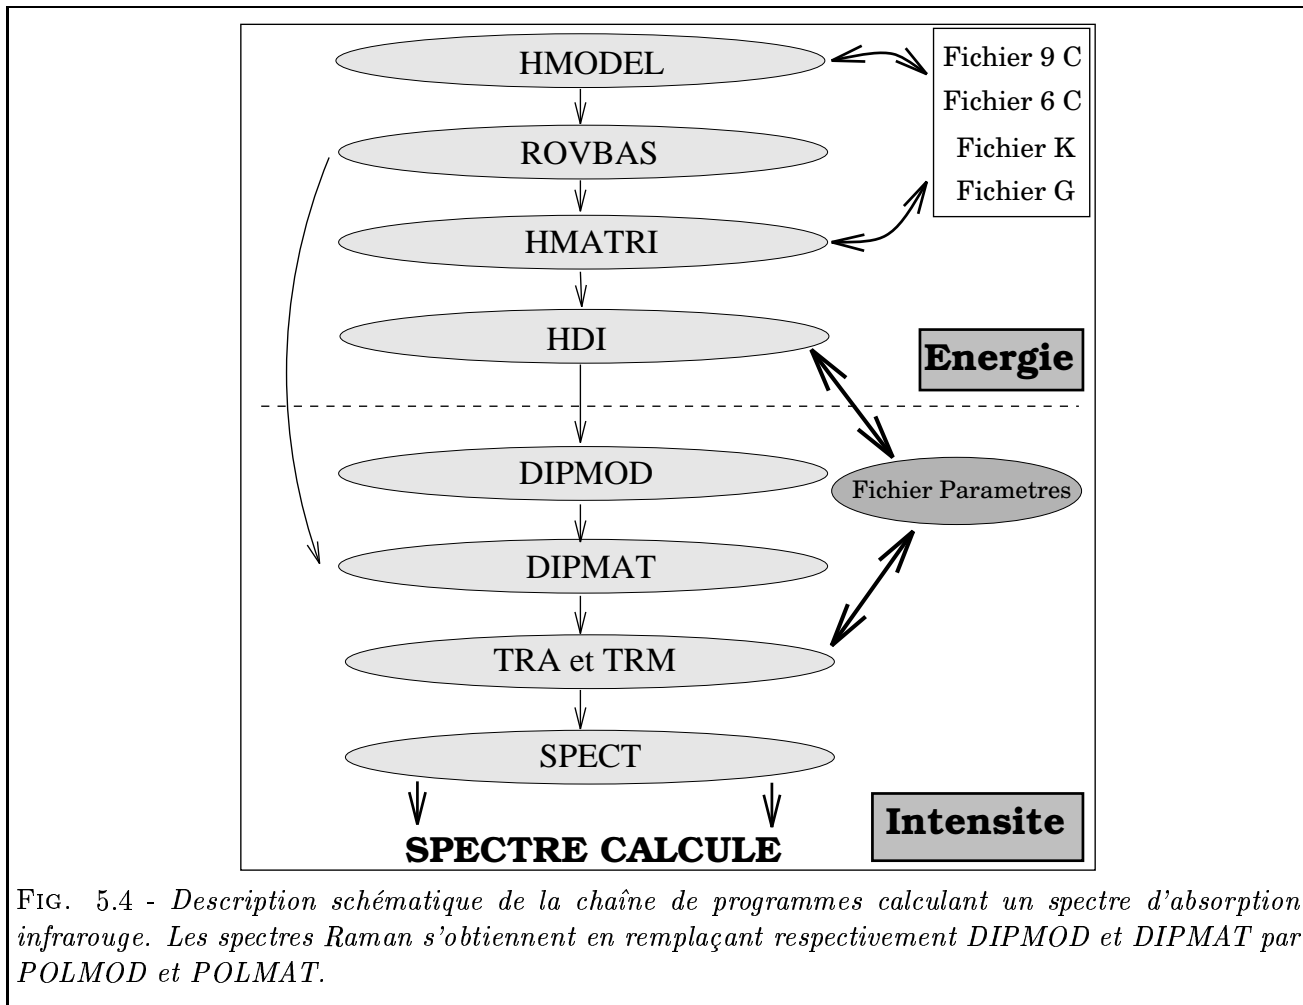 HMODEL
Fichier 9 C
Fichier 6 C
Fichier K
Fichier G
ROVBAS
HMATRI
HDI
Energie
DIPMOD
Fichier Parametres
DIPMAT
TRA et TRM
SPECT
Intensite
SPECTRE CALCULE
FIG. 5.4 - Description schématique de la chaîne de programmes calculant un spectre d'absorption
infrarouge. Les spectres Raman s'obtiennent en remplaçant respectivement DIPMOD et DIPMAT par
POLMOD et POLMAT.